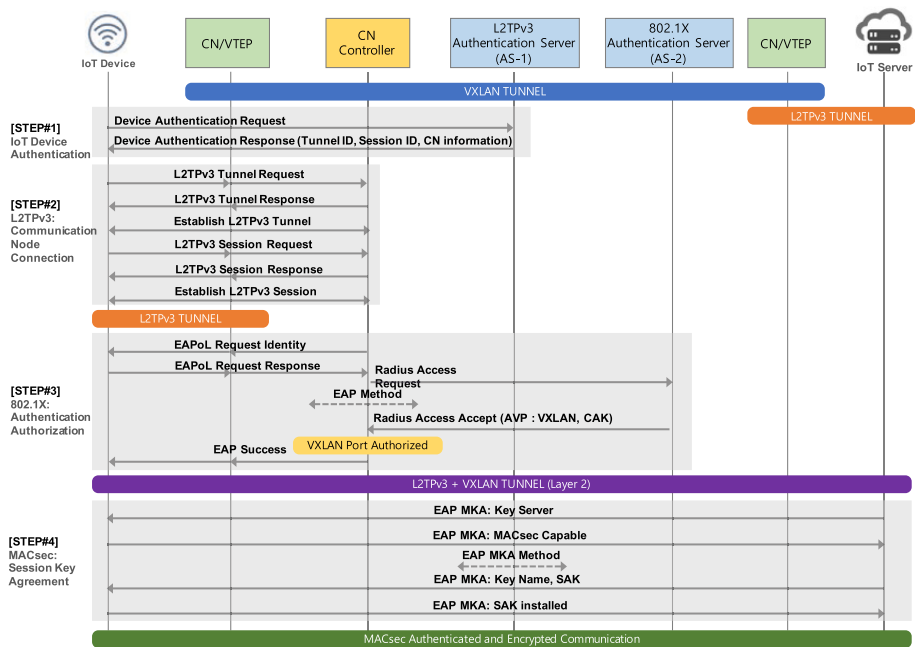 IoT Device
CN/VTEP
CN
Controller
L2TPv3
Authentication Server
(AS-1)
802.1X
Authentication Server
(AS-2)
CN/VTEP
IoT Server
VXLAN TUNNEL
L2TPv3 TUNNEL
[STEP#1]
IoT Device
Authentication
Device Authentication Request
Device Authentication Response (Tunnel ID, Session ID, CN information)
[STEP#2]
L2TPv3:
Communication
Node
Connection
L2TPv3 Tunnel Request
L2TPv3 Tunnel Response
Establish L2TPv3 Tunnel
L2TPv3 Session Request
L2TPv3 Session Response
Establish L2TPv3 Session
L2TPv3 TUNNEL
[STEP#3]
802.1X:
Authentication
Authorization
EAPoL Request Identity
EAPoL Request Response
Radius Access
Request
EAP Method
Radius Access Accept (AVP : VXLAN, CAK)
VXLAN Port Authorized
EAP Success
L2TPv3 + VXLAN TUNNEL (Layer 2)
[STEP#4]
MACsec:
Session Key
Agreement
EAP MKA: Key Server
EAP MKA: MACsec Capable
EAP MKA Method
EAP MKA: Key Name, SAK
EAP MKA: SAK installed
MACsec Authenticated and Encrypted Communication